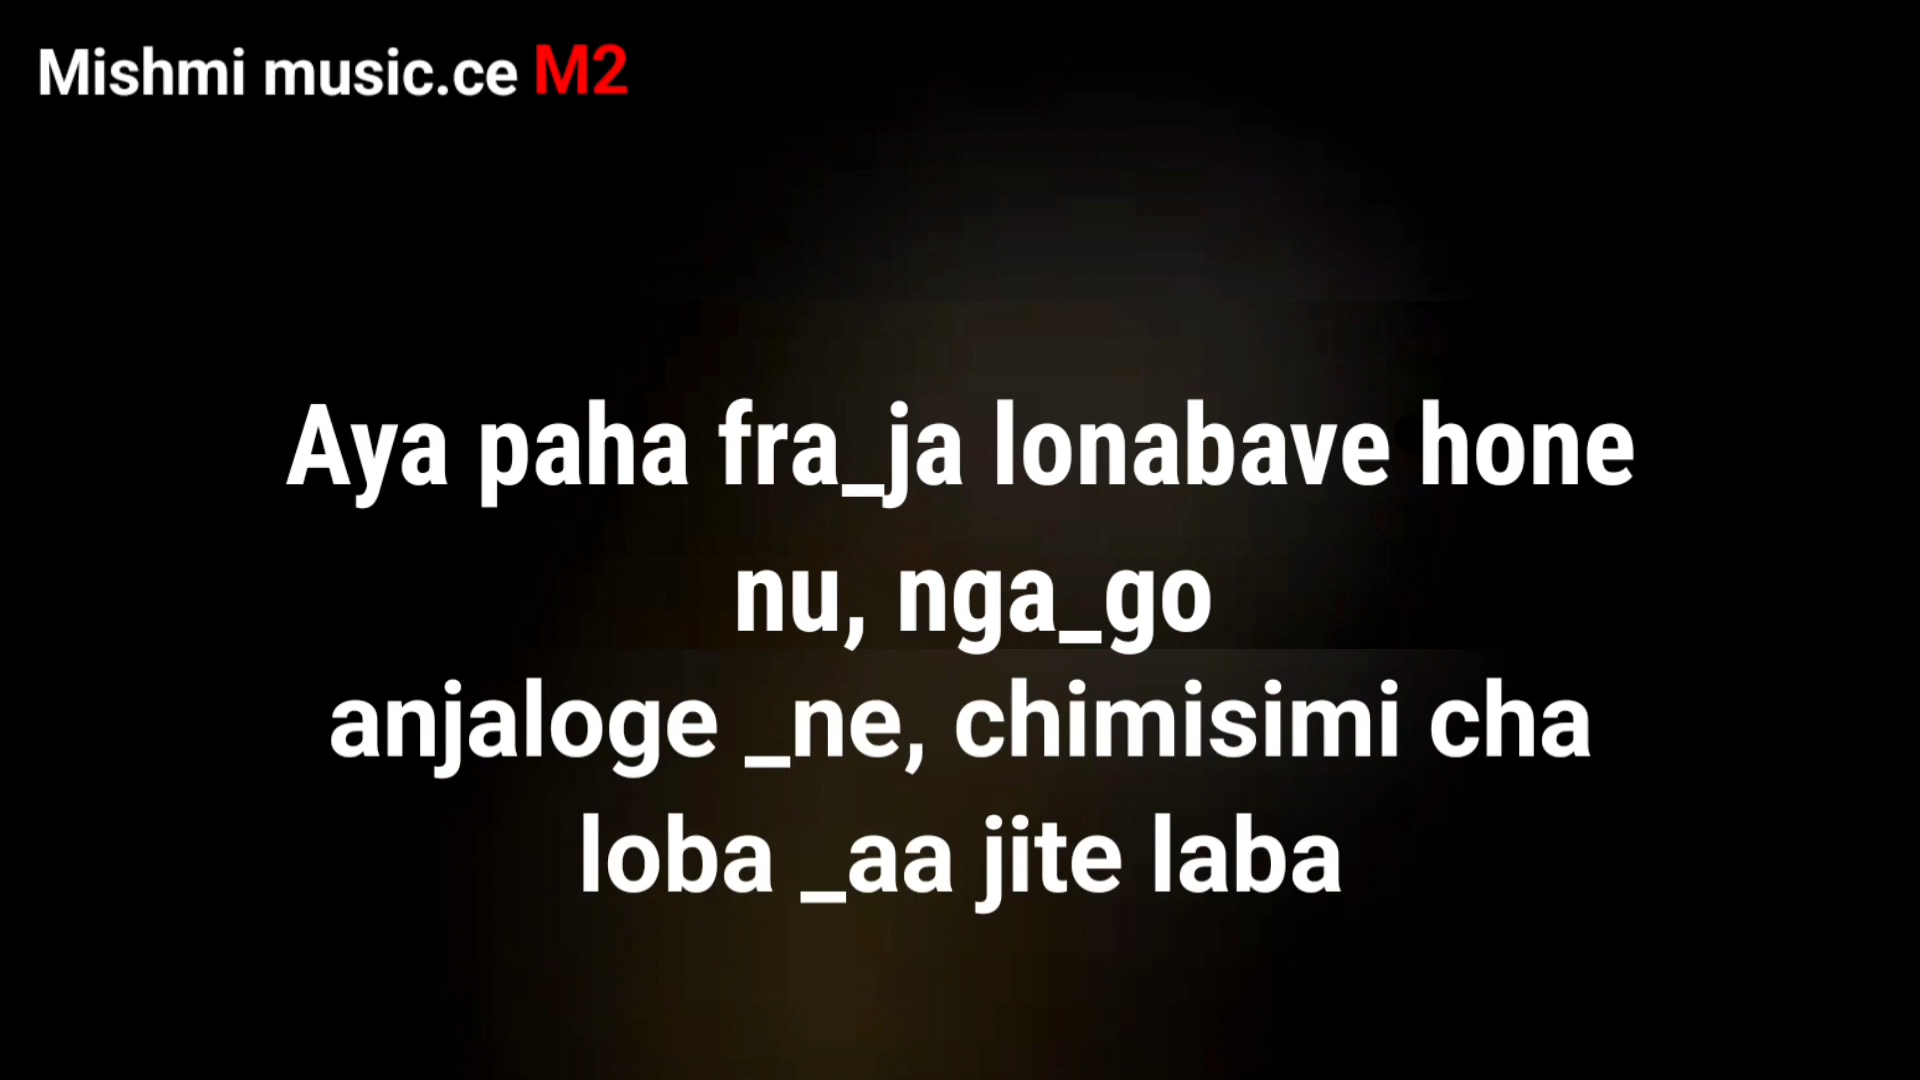 Mishmi music.ce M2
Aya paha fra_ja lonabave hone
nu, nga_go
anjaloge _ne, chimisimi cha
loba _aa jite laba